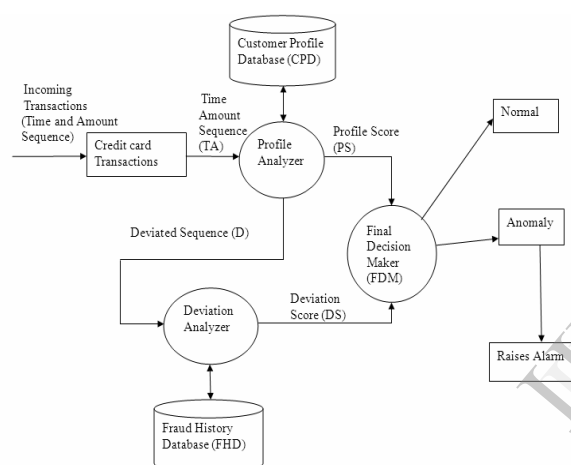 Customer Profile
Database (CPD)
Incoming
Transactions
(Time and Amount
Sequence)
Time
Amount
Sequence
(TA)
Credit card
Transactions
Profile
Analyzer
Profile Score
(PS)
Normal
Deviated Sequence (D)
Final
Decision
Maker
(FDM)
Anomaly
Deviation
Analyzer
Deviation
Score (DS)
Raises Alarm
Fraud History
Database (FHD)